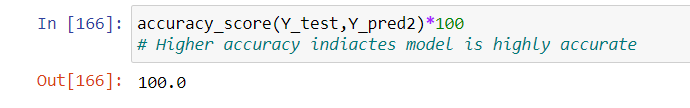 In [166]: accuracy_score(Y_test,Y_pred2)*100
# Higher accuracy indiactes model is highly accurate
Out[166]: 100.0